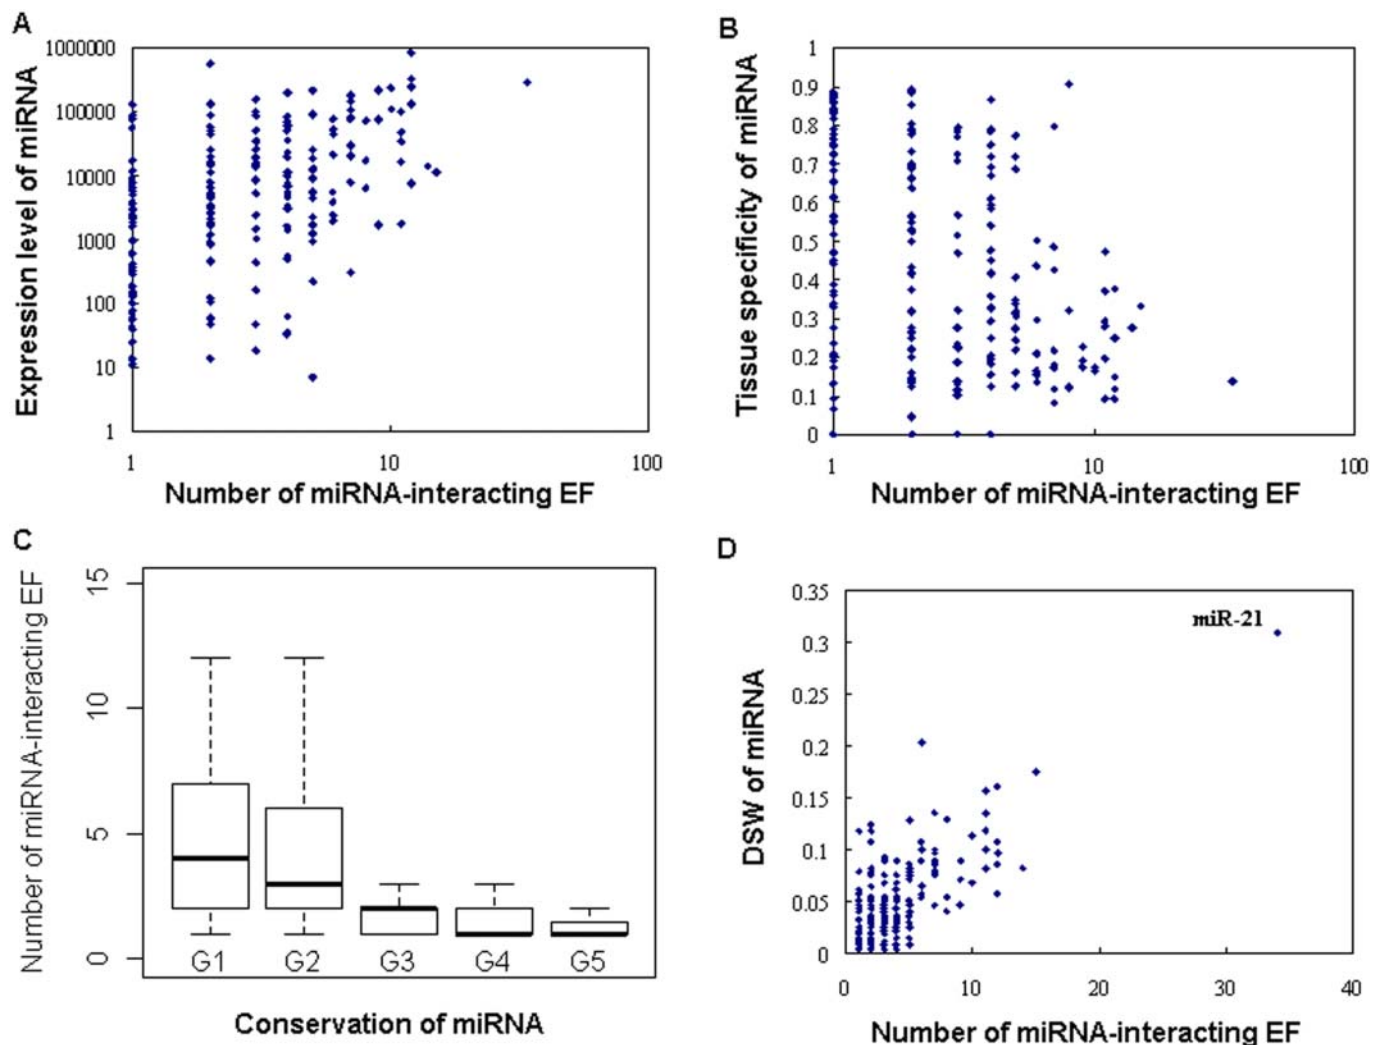 A
Expression level of miRNA
1000000
100000
10000
1000
100
10
1
1 10 100
Number of miRNA-interacting EF
B
Tissue specificity of miRNA
1
0.9
0.8
0.7
0.6
0.5
0.4
0.3
0.2
0.1
0
1 10 100
Number of miRNA-interacting EF
C
Number of miRNA-interacting EF
15
10
5
0
G1 G2 G3 G4 G5
Conservation of miRNA
D
DSW of miRNA
0.35
0.3
0.25
0.2
0.15
0.1
0.05
0
miR-21
0 10 20 30 40
Number of miRNA-interacting EF